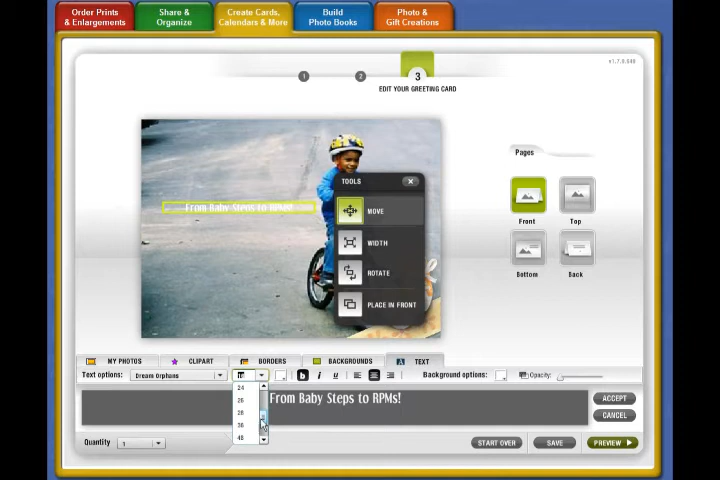 Order Prints
& Enlargements
Share &
Organize
Create Cards,
Calendars & More
Build
Photo Books
Photo &
Gift Creations
v1.7.0.648
1
2
3
EDIT YOUR GREETING CARD
Pages
Front
Top
Bottom
Back
From Baby Steps to RPMs!
TOOLS
MOVE
WIDTH
ROTATE
PLACE IN FRONT
MY PHOTOS
CLIPART
BORDERS
BACKGROUNDS
TEXT
Text options:
Dream Orphans
b
i
u
Background options:
Opacity:
24
26
28
36
48
From Baby Steps to RPMs!
ACCEPT
CANCEL
Quantity
1
START OVER
SAVE
PREVIEW